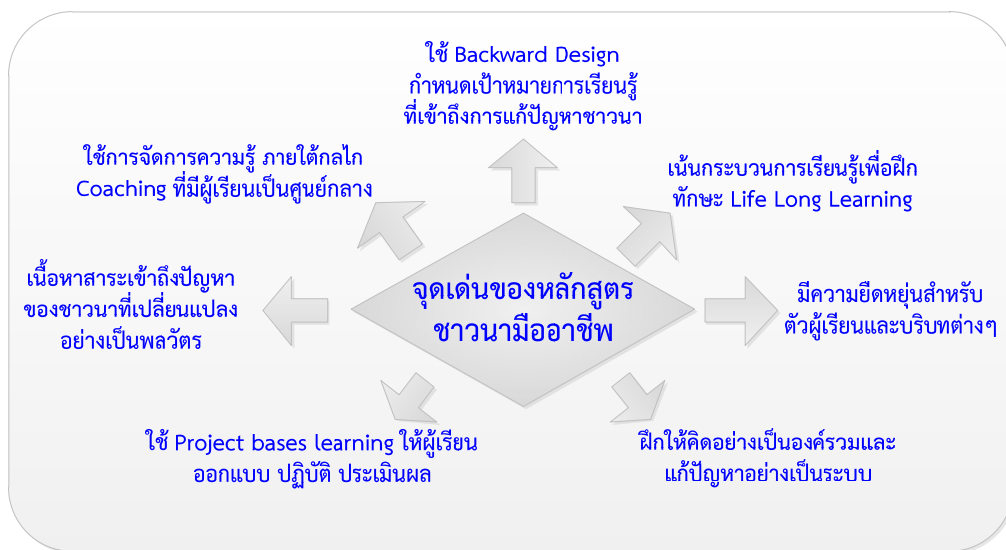 ใช้ Backward Design
กำหนดเป้าหมายการเรียนรู้
ที่เข้าถึงการแก้ปัญหาชาวนา
ใช้การจัดการความรู้ ภายใต้กลไก
Coaching ที่มีผู้เรียนเป็นศูนย์กลาง
เน้นกระบวนการเรียนรู้เพื่อฝึก
ทักษะ Life Long Learning
เนื้อหาสาระเข้าถึงปัญหา
ของชาวนาที่เปลี่ยนแปลง
อย่างเป็นพลวัตร
จุดเด่นของหลักสูตร
ชาวนามืออาชีพ
มีความยืดหยุ่นสำหรับ
ตัวผู้เรียนและบริบทต่างๆ
ใช้ Project bases learning ให้ผู้เรียน
ออกแบบ ปฏิบัติ ประเมินผล
ฝึกให้คิดอย่างเป็นองค์รวมและ
แก้ปัญหาอย่างเป็นระบบ